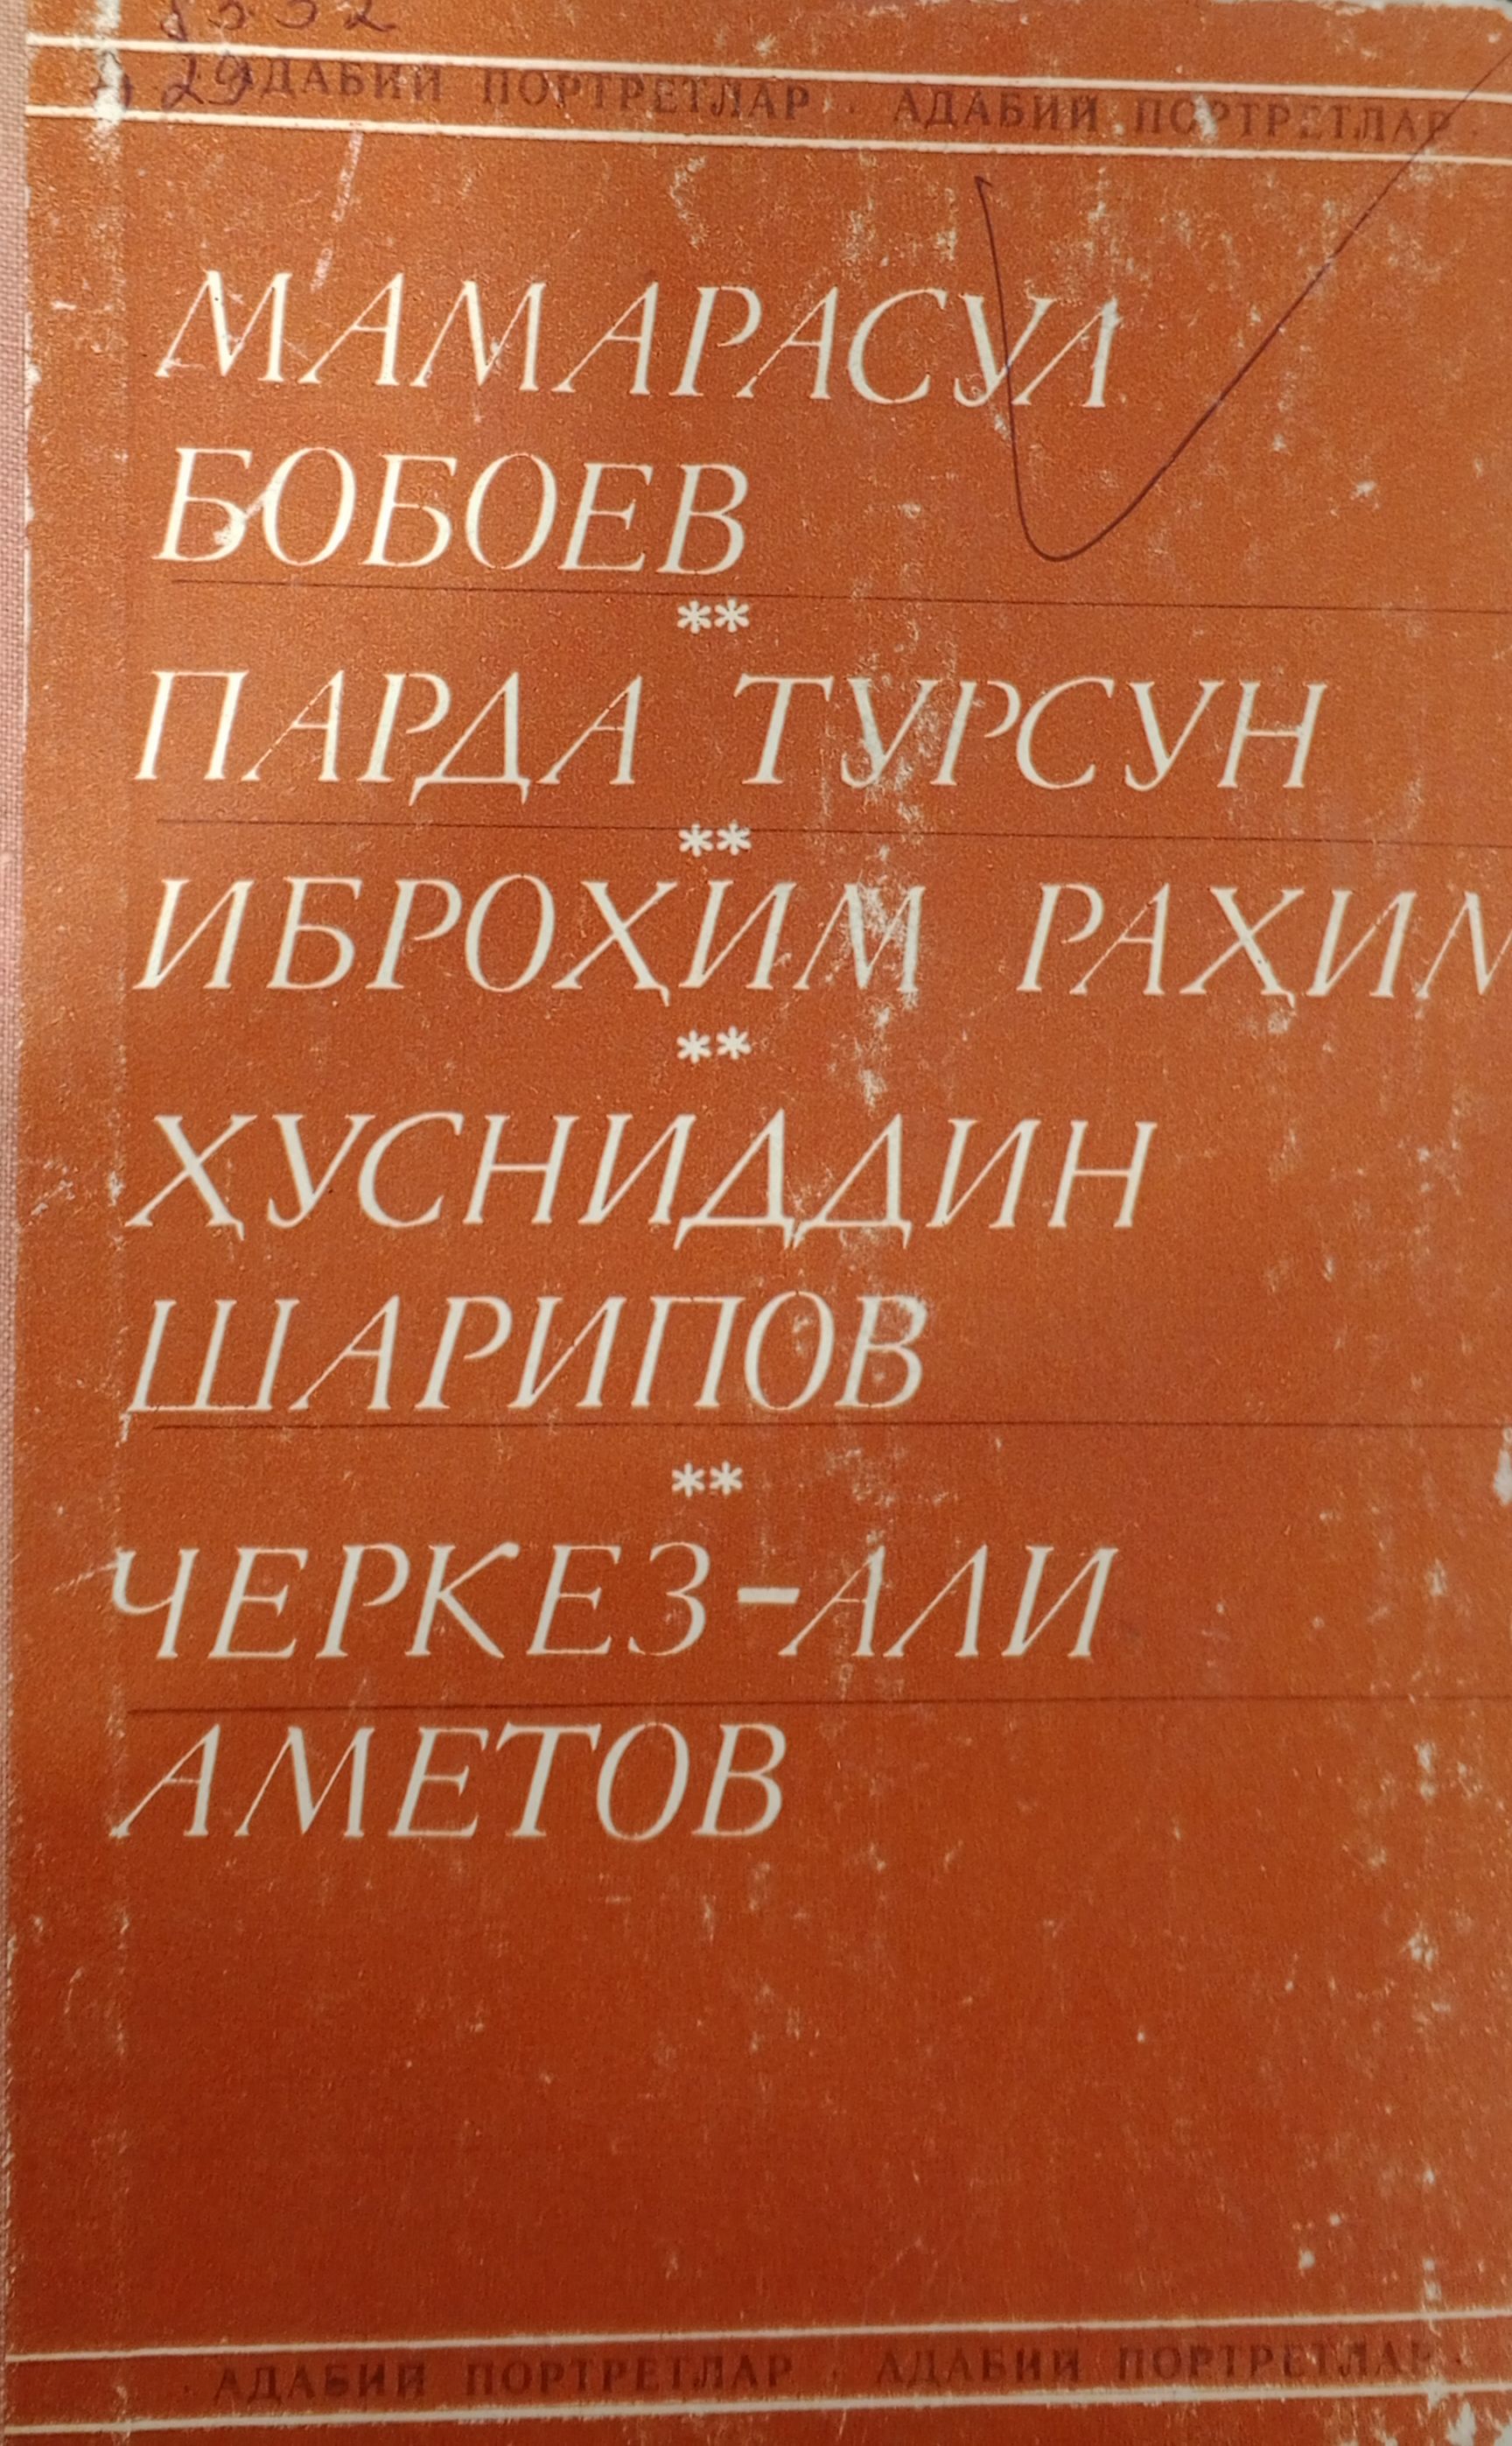 АДАБИЙ ПОРТРЕТЛАР · АДАБИЙ ПОРТРЕТЛАР ·
МАМАРАСУЛ
БОБОЕВ
**
ПАРДА ТУРСУН
**
ИБРОҲИМ РАҲИМ
**
ҲУСНИДДИН
ШАРИПОВ
**
ЧЕРКЕЗ-АЛИ
АМЕТОВ
· АДАБИЙ ПОРТРЕТЛАР · АДАБИЙ ПОРТРЕТЛАР ·